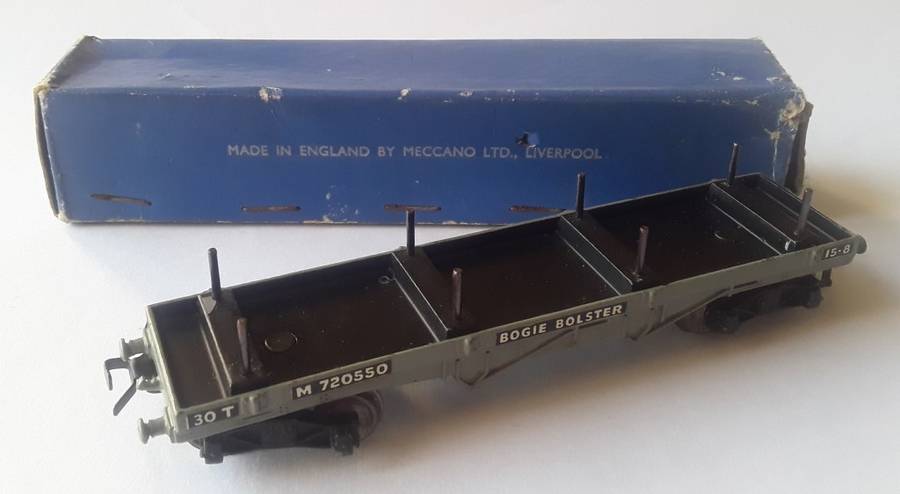 MADE IN ENGLAND BY MECCANO LTD., LIVERPOOL
30 T
M 720550
BOGIE BOLSTER
15-8